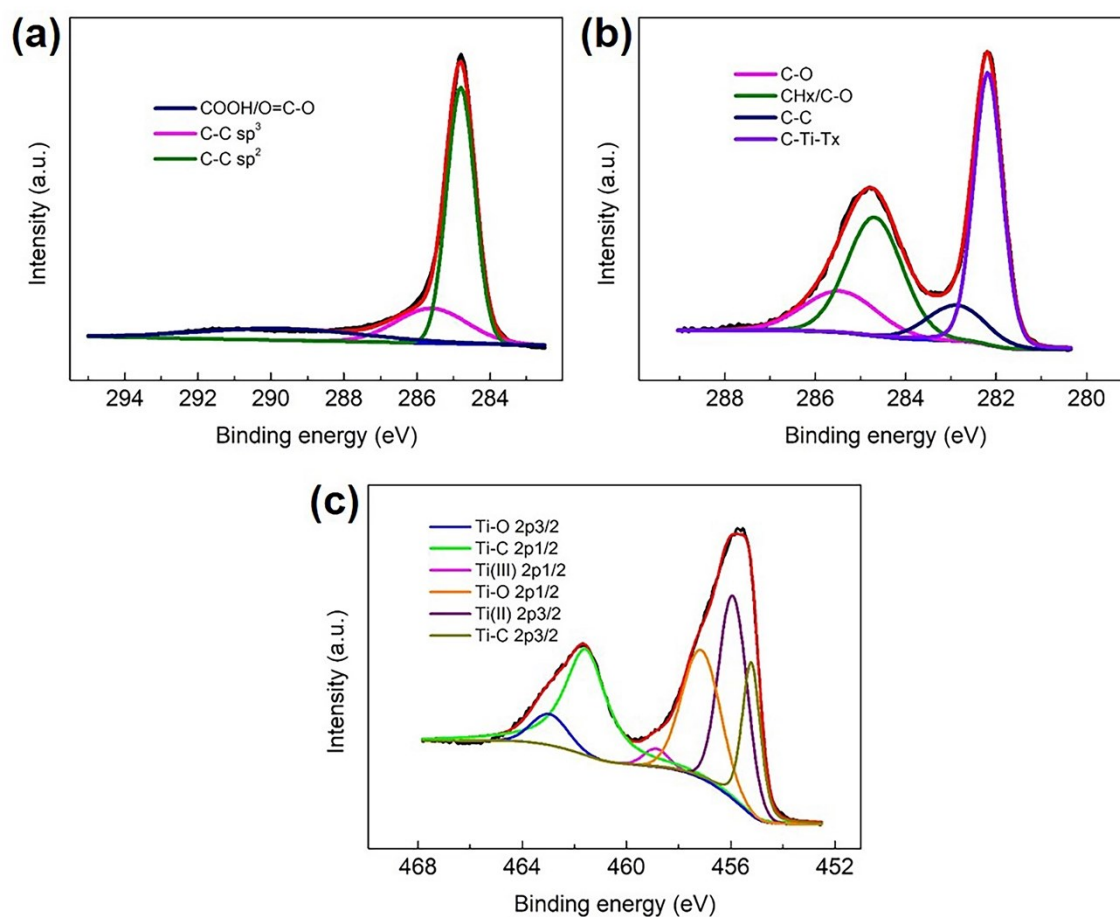 (a)
COOH/O=C-O
C-C sp³
C-C sp²
Intensity (a.u.)
294 292 290 288 286 284
Binding energy (eV)
(b)
C-O
CHx/C-O
C-C
C-Ti-Tx
Intensity (a.u.)
288 286 284 282 280
Binding energy (eV)
(c)
Ti-O 2p3/2
Ti-C 2p1/2
Ti(III) 2p1/2
Ti-O 2p1/2
Ti(II) 2p3/2
Ti-C 2p3/2
Intensity (a.u.)
468 464 460 456 452
Binding energy (eV)